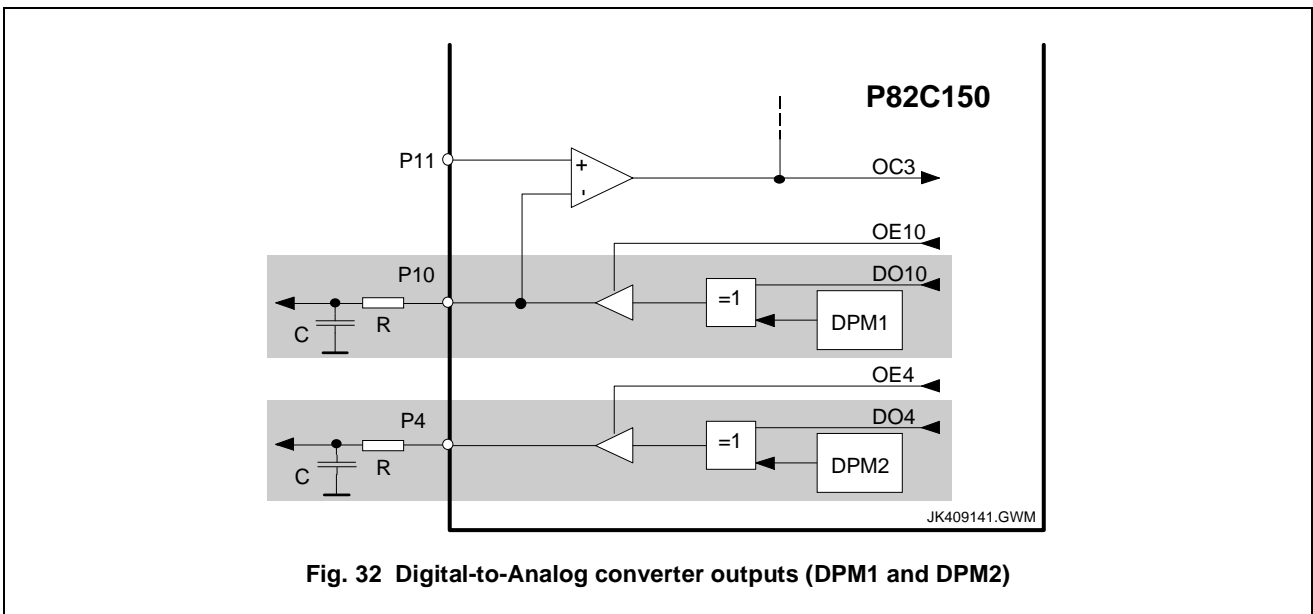 P82C150
P11
+
-
OC3
OE10
P10
DO10
=1
DPM1
C
R
OE4
P4
DO4
=1
DPM2
C
R
JK409141.GWM
Fig. 32 Digital-to-Analog converter outputs (DPM1 and DPM2)